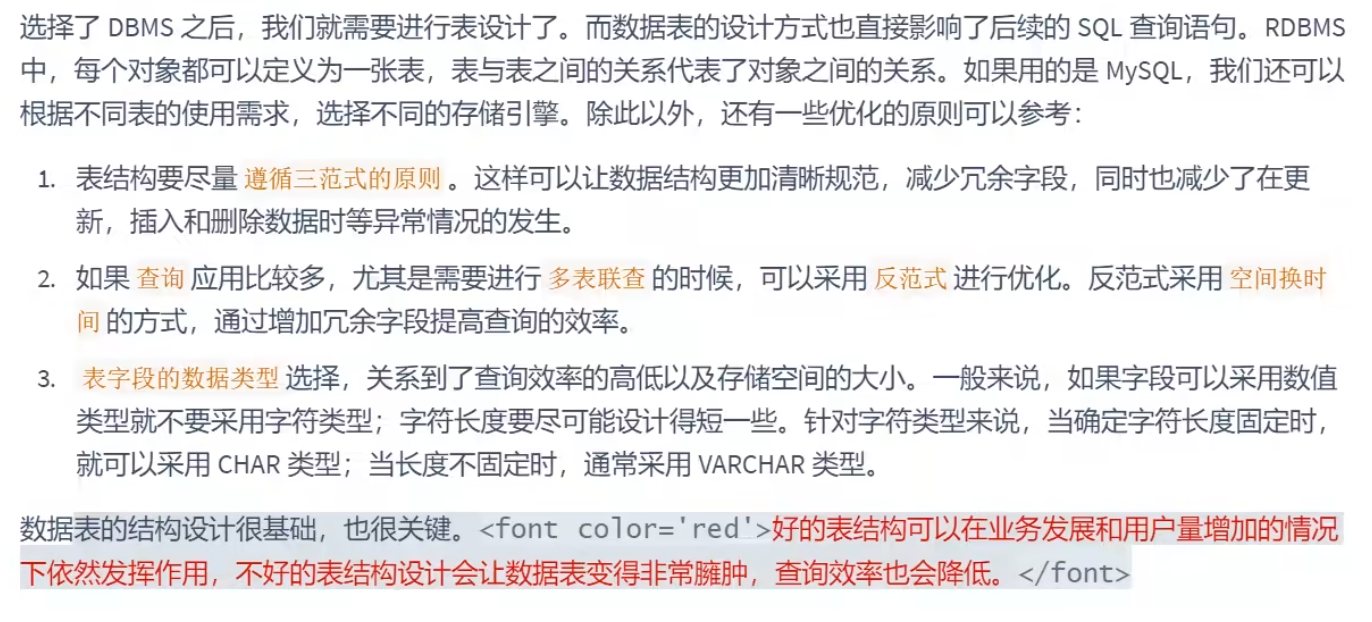 选择了 DBMS 之后，我们就需要进行表设计了。而数据表的设计方式也直接影响了后续的 SQL 查询语句。RDBMS
中，每个对象都可以定义为一张表，表与表之间的关系代表了对象之间的关系。如果用的是 MySQL，我们还可以
根据不同表的使用需求，选择不同的存储引擎。除此以外，还有一些优化的原则可以参考：
1. 表结构要尽量 遵循三范式的原则 。这样可以让数据结构更加清晰规范，减少冗余字段，同时也减少了在更
新，插入和删除数据时等异常情况的发生。
2. 如果 查询 应用比较多，尤其是需要进行 多表联查 的时候，可以采用 反范式 进行优化。反范式采用 空间换时
间 的方式，通过增加冗余字段提高查询的效率。
3. 表字段的数据类型 选择，关系到了查询效率的高低以及存储空间的大小。一般来说，如果字段可以采用数值
类型就不要采用字符类型；字符长度要尽可能设计得短一些。针对字符类型来说，当确定字符长度固定时，
就可以采用 CHAR 类型；当长度不固定时，通常采用 VARCHAR 类型。
数据表的结构设计很基础，也很关键。<font color='red'>好的表结构可以在业务发展和用户量增加的情况
下依然发挥作用，不好的表结构设计会让数据表变得非常臃肿，查询效率也会降低。</font>